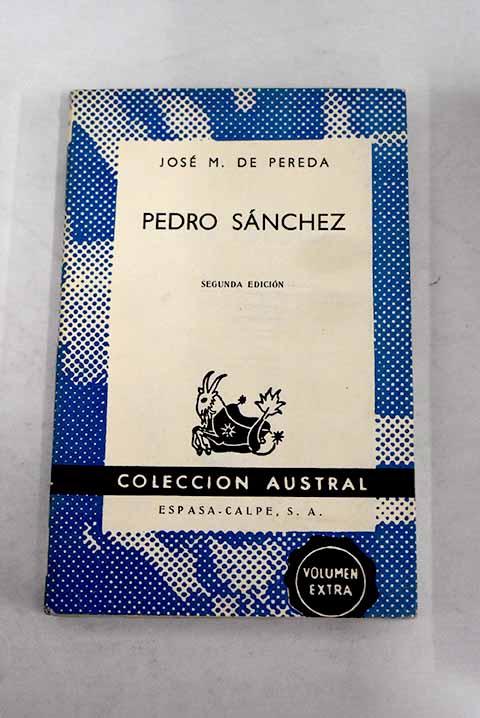 JOSÉ M. DE PEREDA
PEDRO SÁNCHEZ
SEGUNDA EDICIÓN
COLECCION AUSTRAL
ESPASA-CALPE, S. A.
VOLUMEN
EXTRA